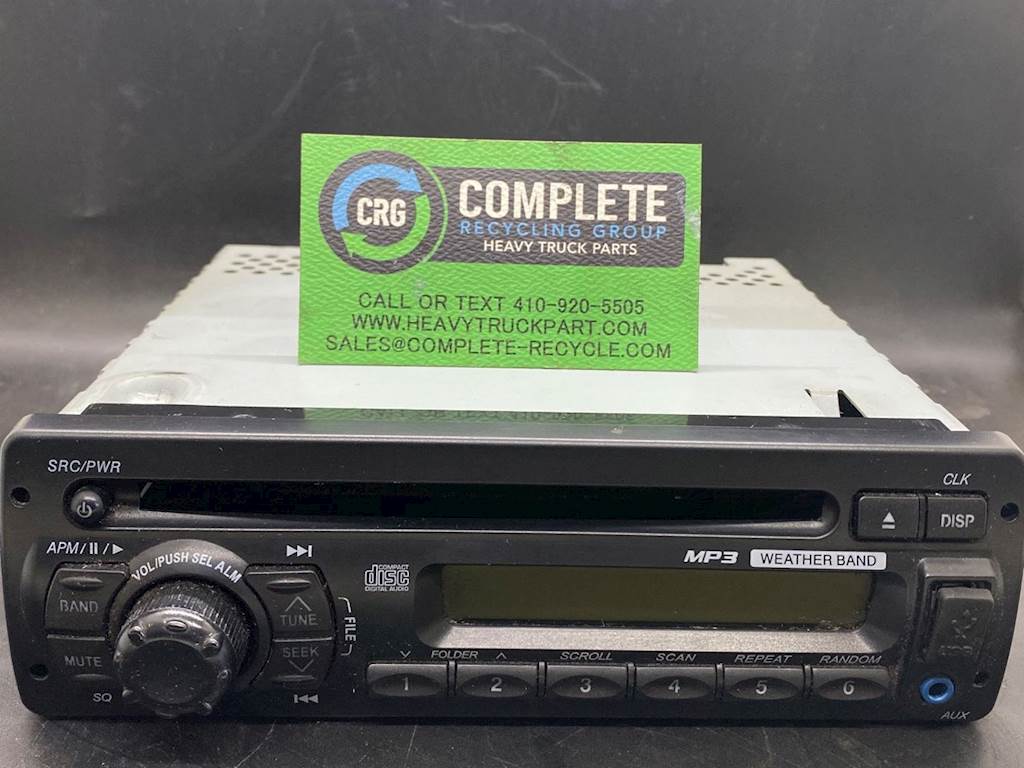 CRG
COMPLETE
RECYCLING GROUP
HEAVY TRUCK PARTS
CALL OR TEXT 410-920-5505
WWW.HEAVYTRUCKPART.COM
SALES@COMPLETE-RECYCLE.COM
SRC/PWR
CLK
DISP
APM/II/▶
VOL/PUSH SEL ALM
COMPACT
disc
DIGITAL AUDIO
MP3
WEATHER BAND
BAND
TUNE
FILE
MUTE
SEEK
SQ
FOLDER
SCROLL
SCAN
REPEAT
RANDOM
1
2
3
4
5
6
AUX